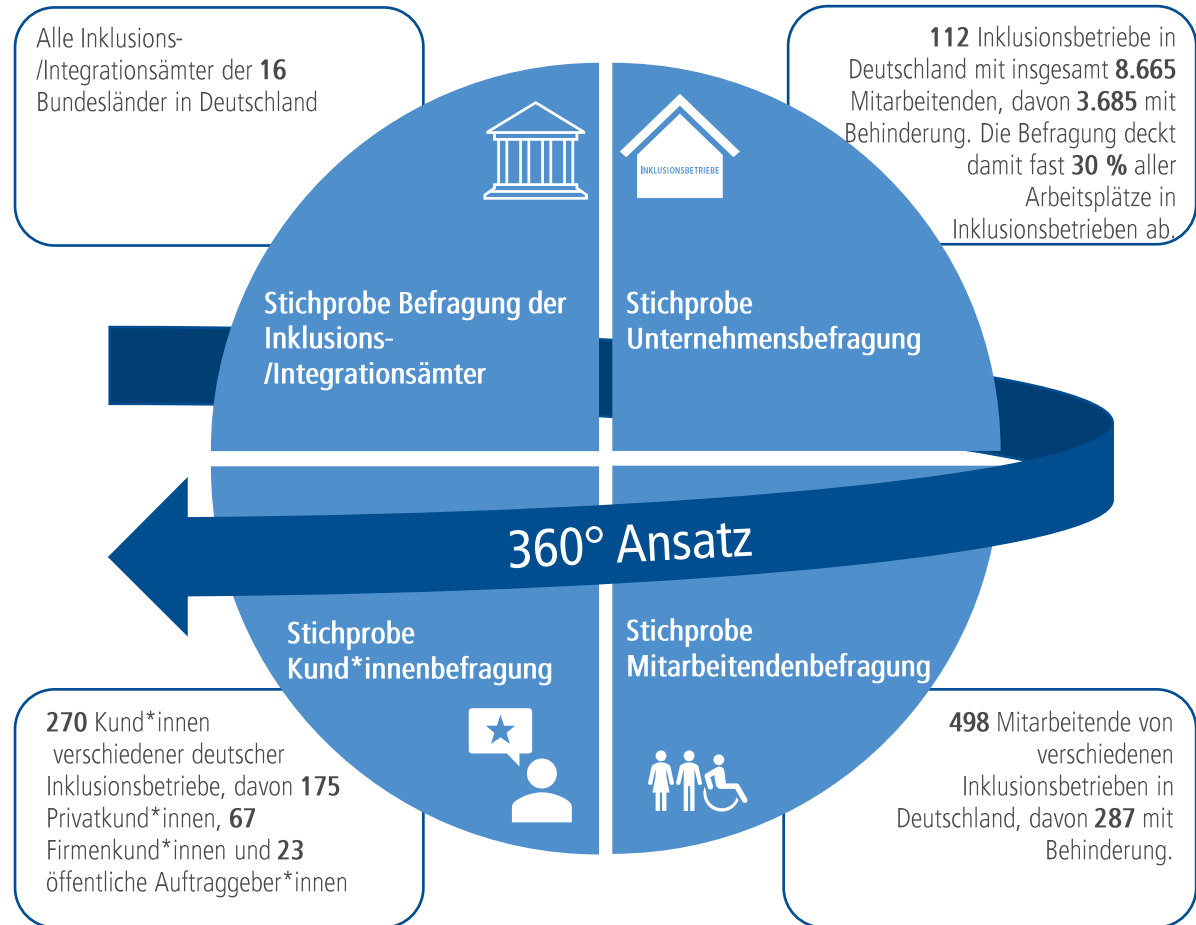 Alle Inklusions-
/Integrationsämter der 16
Bundesländer in Deutschland
112 Inklusionsbetriebe in
Deutschland mit insgesamt 8.665
Mitarbeitenden, davon 3.685 mit
Behinderung. Die Befragung deckt
damit fast 30 % aller
Arbeitsplätze in
Inklusionsbetrieben ab.
INKLUSIONSBETRIEBE
Stichprobe Befragung der
Inklusions-
/Integrationsämter
Stichprobe
Unternehmensbefragung
360° Ansatz
Stichprobe
Kund*innenbefragung
Stichprobe
Mitarbeitendenbefragung
270 Kund*innen
verschiedener deutscher
Inklusionsbetriebe, davon 175
Privatkund*innen, 67
Firmenkund*innen und 23
öffentliche Auftraggeber*innen
498 Mitarbeitende von
verschiedenen
Inklusionsbetrieben in
Deutschland, davon 287 mit
Behinderung.